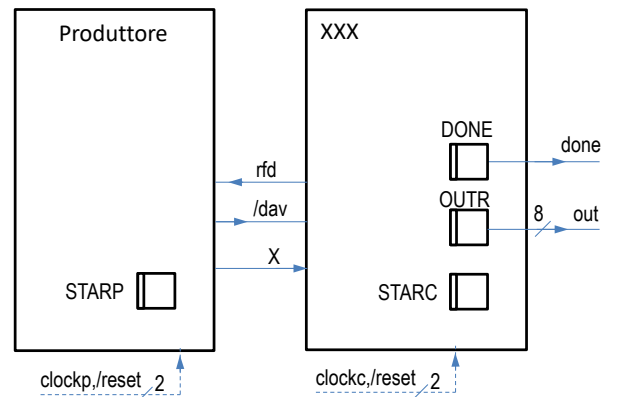 Produttore
XXX
DONE
done
rfd
OUTR
/dav
8
out
X
STARP
STARC
clockp,/reset
2
clockc,/reset
2